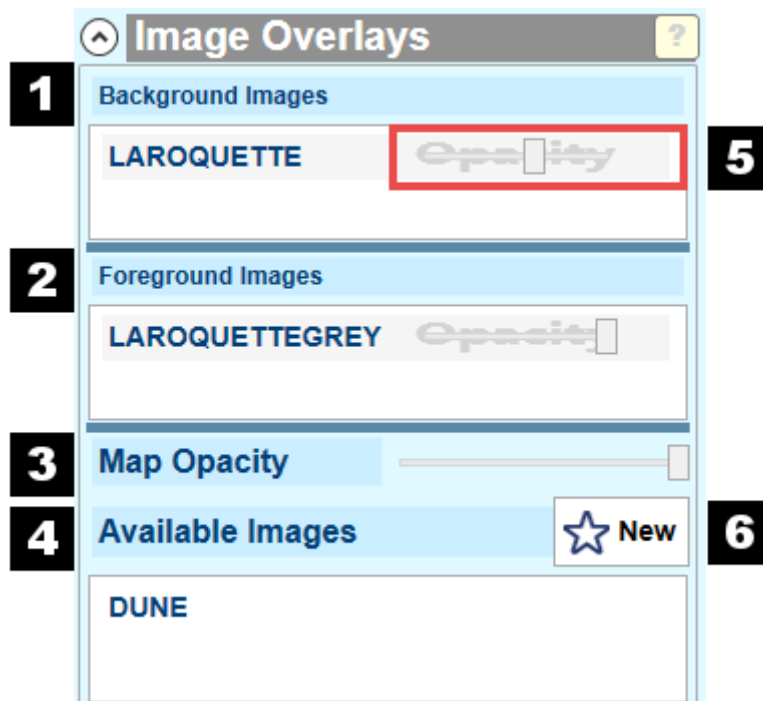 Image Overlays ?
1 Background Images
LAROQUETTE Opacity 5
2 Foreground Images
LAROQUETTEGREY Opacity
3 Map Opacity
4 Available Images New 6
DUNE